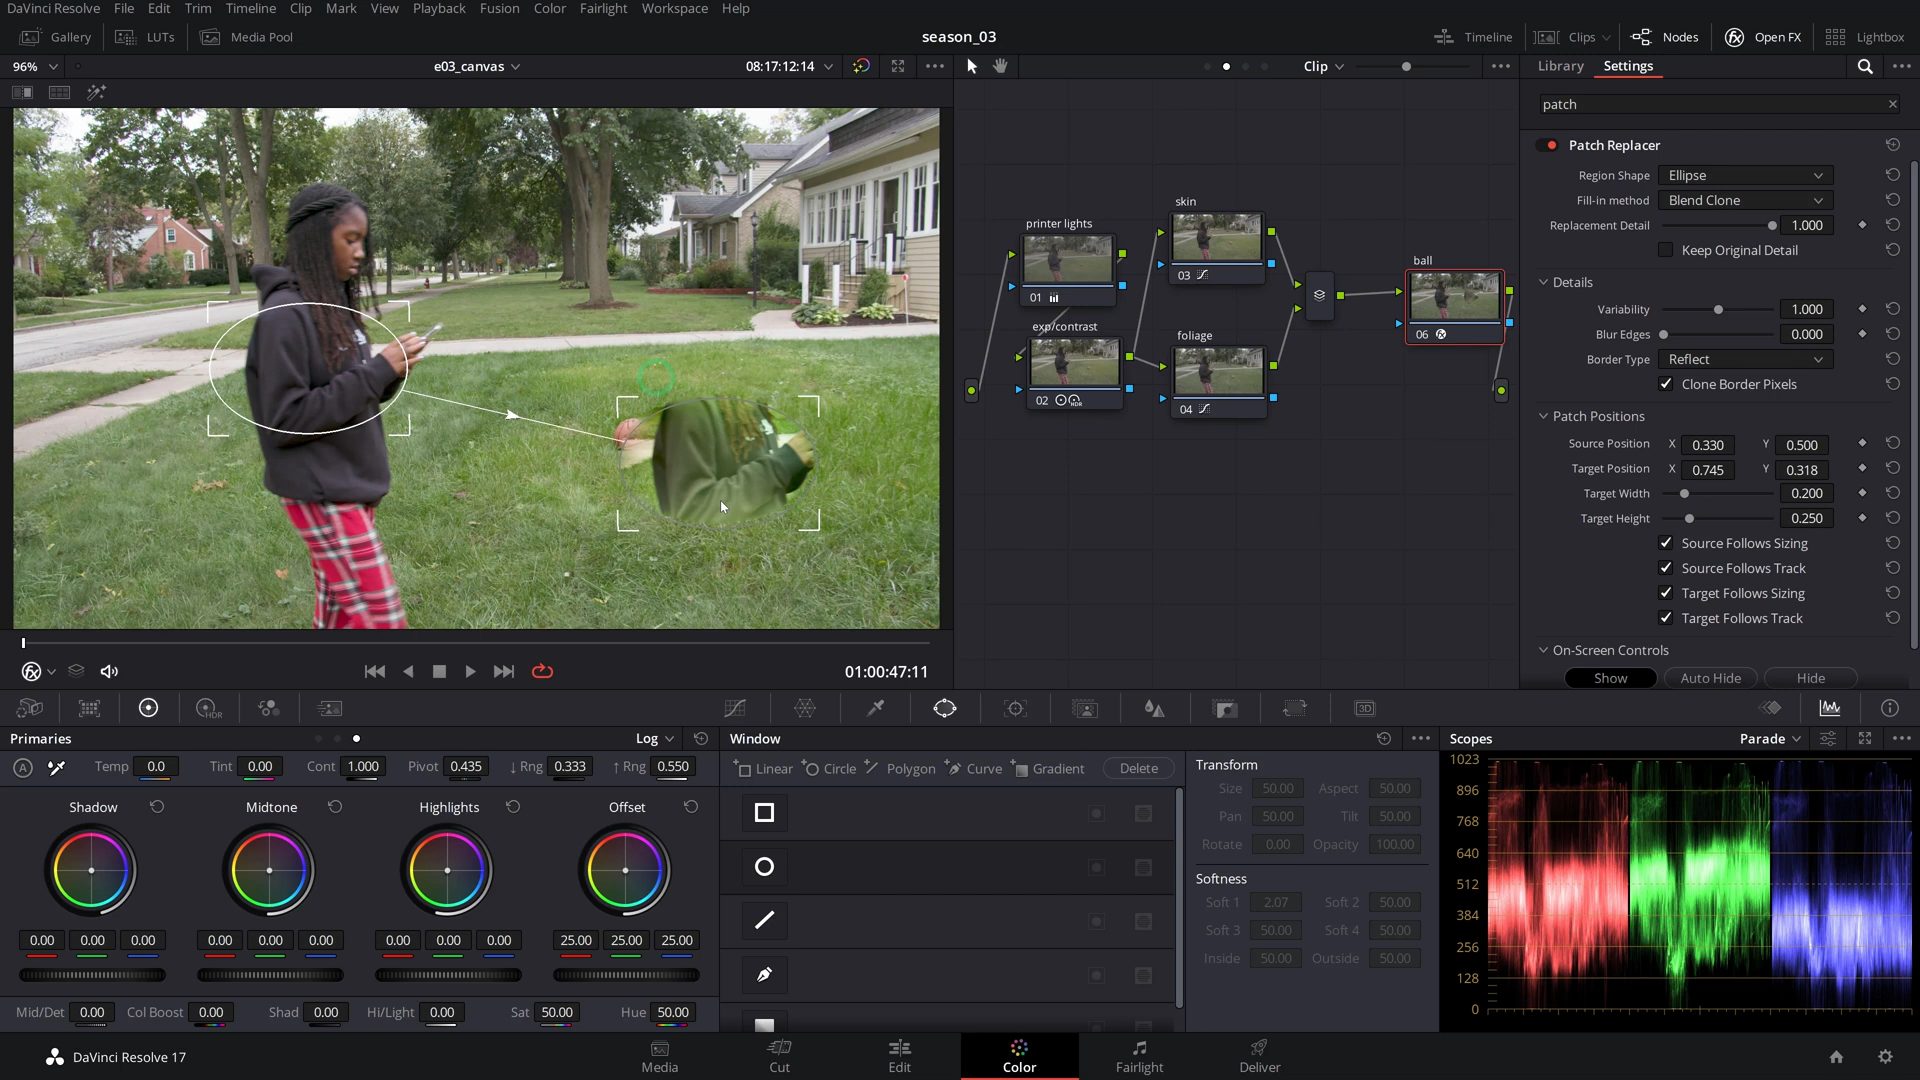 DaVinci Resolve File Edit Trim Timeline Clip Mark View Playback Fusion Color Fairlight Workspace Help
Gallery LUTs Media Pool season_03 Timeline Clips Nodes Open FX Lightbox
96% e03_canvas 08:17:12:14 Clip Library Settings
patch
Patch Replacer
Region Shape Ellipse
Fill-in method Blend Clone
Replacement Detail 1.000
Keep Original Detail
Details
Variability 1.000
Blur Edges 0.000
Border Type Reflect
Clone Border Pixels
Patch Positions
Source Position X 0.330 Y 0.500
Target Position X 0.745 Y 0.318
Target Width 0.200
Target Height 0.250
Source Follows Sizing
Source Follows Track
Target Follows Sizing
Target Follows Track
On-Screen Controls
Show Auto Hide Hide
printer lights
01
exp/contrast
02 HDR
skin
03
foliage
04
ball
06
01:00:47:11
HDR 3D
Primaries Log
A Temp 0.0 Tint 0.00 Cont 1.000 Pivot 0.435 ↓ Rng 0.333 ↑ Rng 0.550
Shadow Midtone Highlights Offset
0.00 0.00 0.00 0.00 0.00 0.00 0.00 0.00 0.00 25.00 25.00 25.00
Mid/Det 0.00 Col Boost 0.00 Shad 0.00 Hi/Light 0.00 Sat 50.00 Hue 50.00
Window
Linear Circle Polygon Curve Gradient Delete
Transform
Size 50.00 Aspect 50.00
Pan 50.00 Tilt 50.00
Rotate 0.00 Opacity 100.00
Softness
Soft 1 2.07 Soft 2 50.00
Soft 3 50.00 Soft 4 50.00
Inside 50.00 Outside 50.00
Scopes Parade
1023
896
768
640
512
384
256
128
0
DaVinci Resolve 17 Media Cut Edit Color Fairlight Deliver